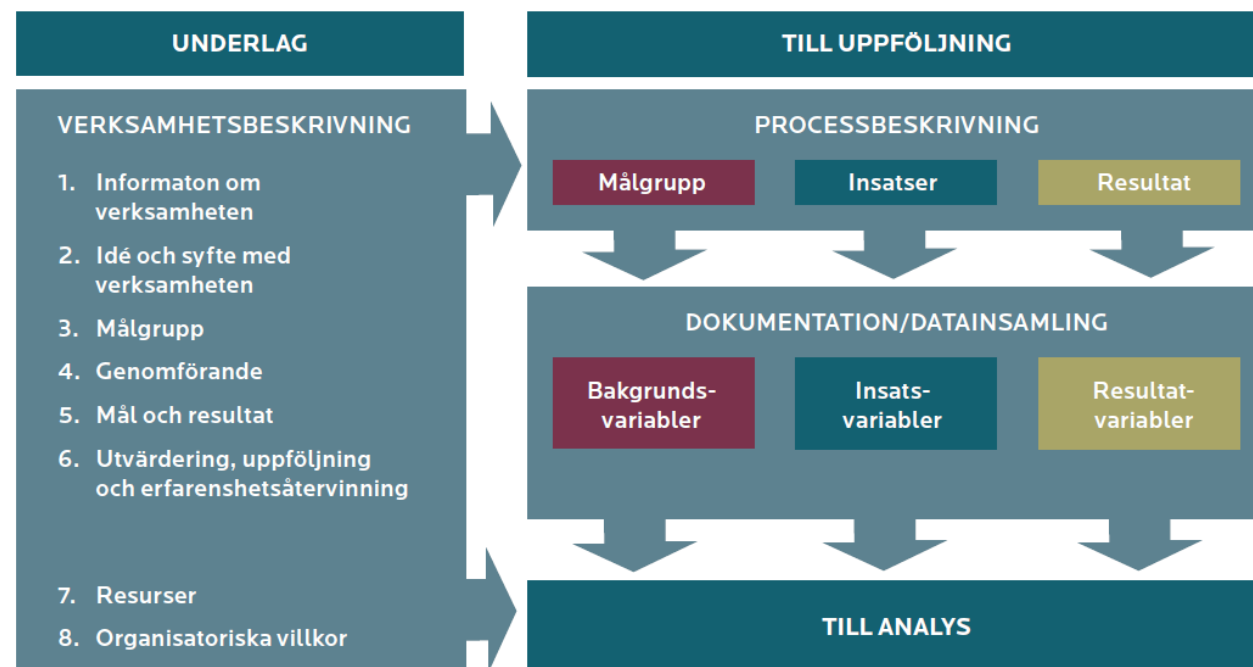 UNDERLAG
VERKSAMHETSBESKRIVNING
1. Informaton om
verksamheten
2. Idé och syfte med
verksamheten
3. Målgrupp
4. Genomförande
5. Mål och resultat
6. Utvärdering, uppföljning
och erfarenshetsåtervinning
7. Resurser
8. Organisatoriska villkor
TILL UPPFÖLJNING
PROCESSBESKRIVNING
Målgrupp
Insatser
Resultat
DOKUMENTATION/DATAINSAMLING
Bakgrunds-
variabler
Insats-
variabler
Resultat-
variabler
TILL ANALYS